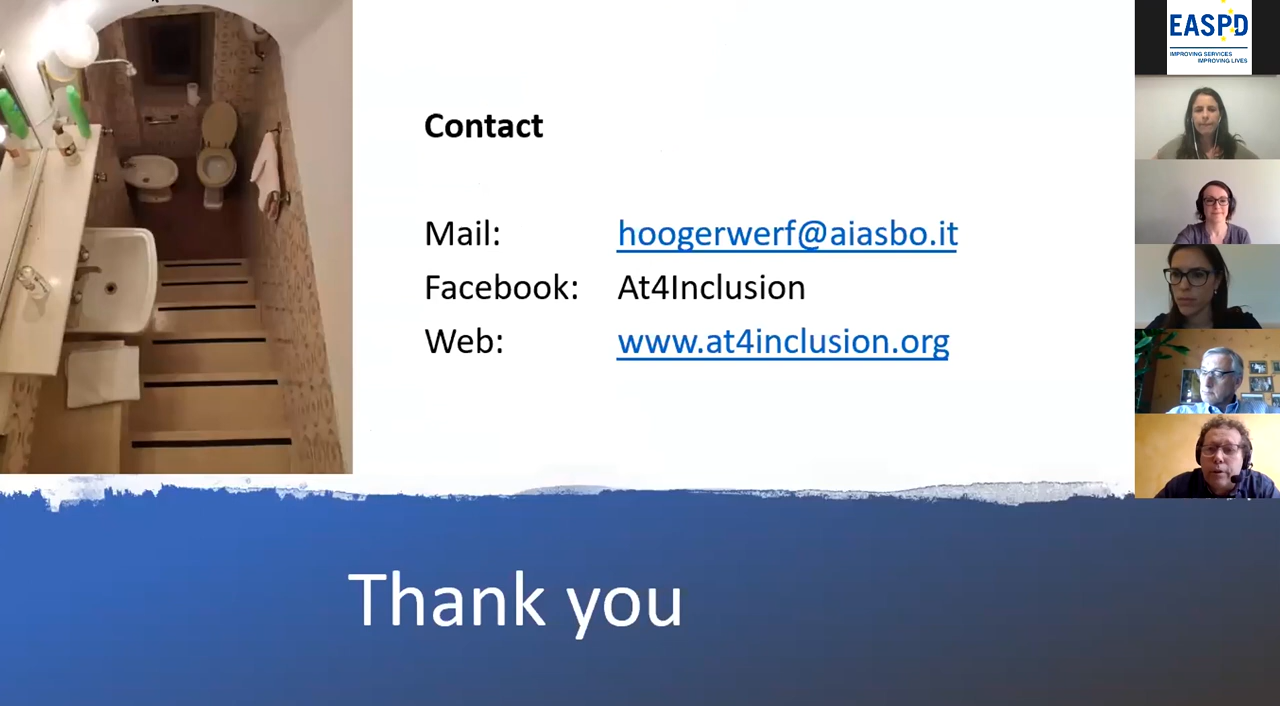 Contact
Mail: hoogerwerf@aiasbo.it
Facebook: At4Inclusion
Web: www.at4inclusion.org
Thank you
EASPD
IMPROVING SERVICES
IMPROVING LIVES